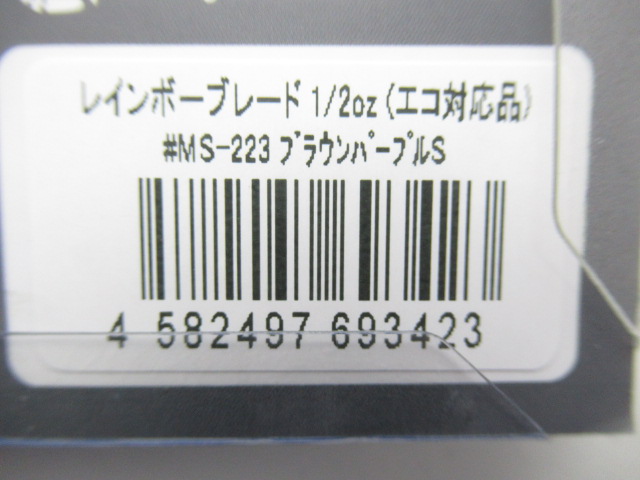 レインボーブレード 1/2oz (エコ対応品)
#MS-223 ブラウンパープルS
4 582497 693423